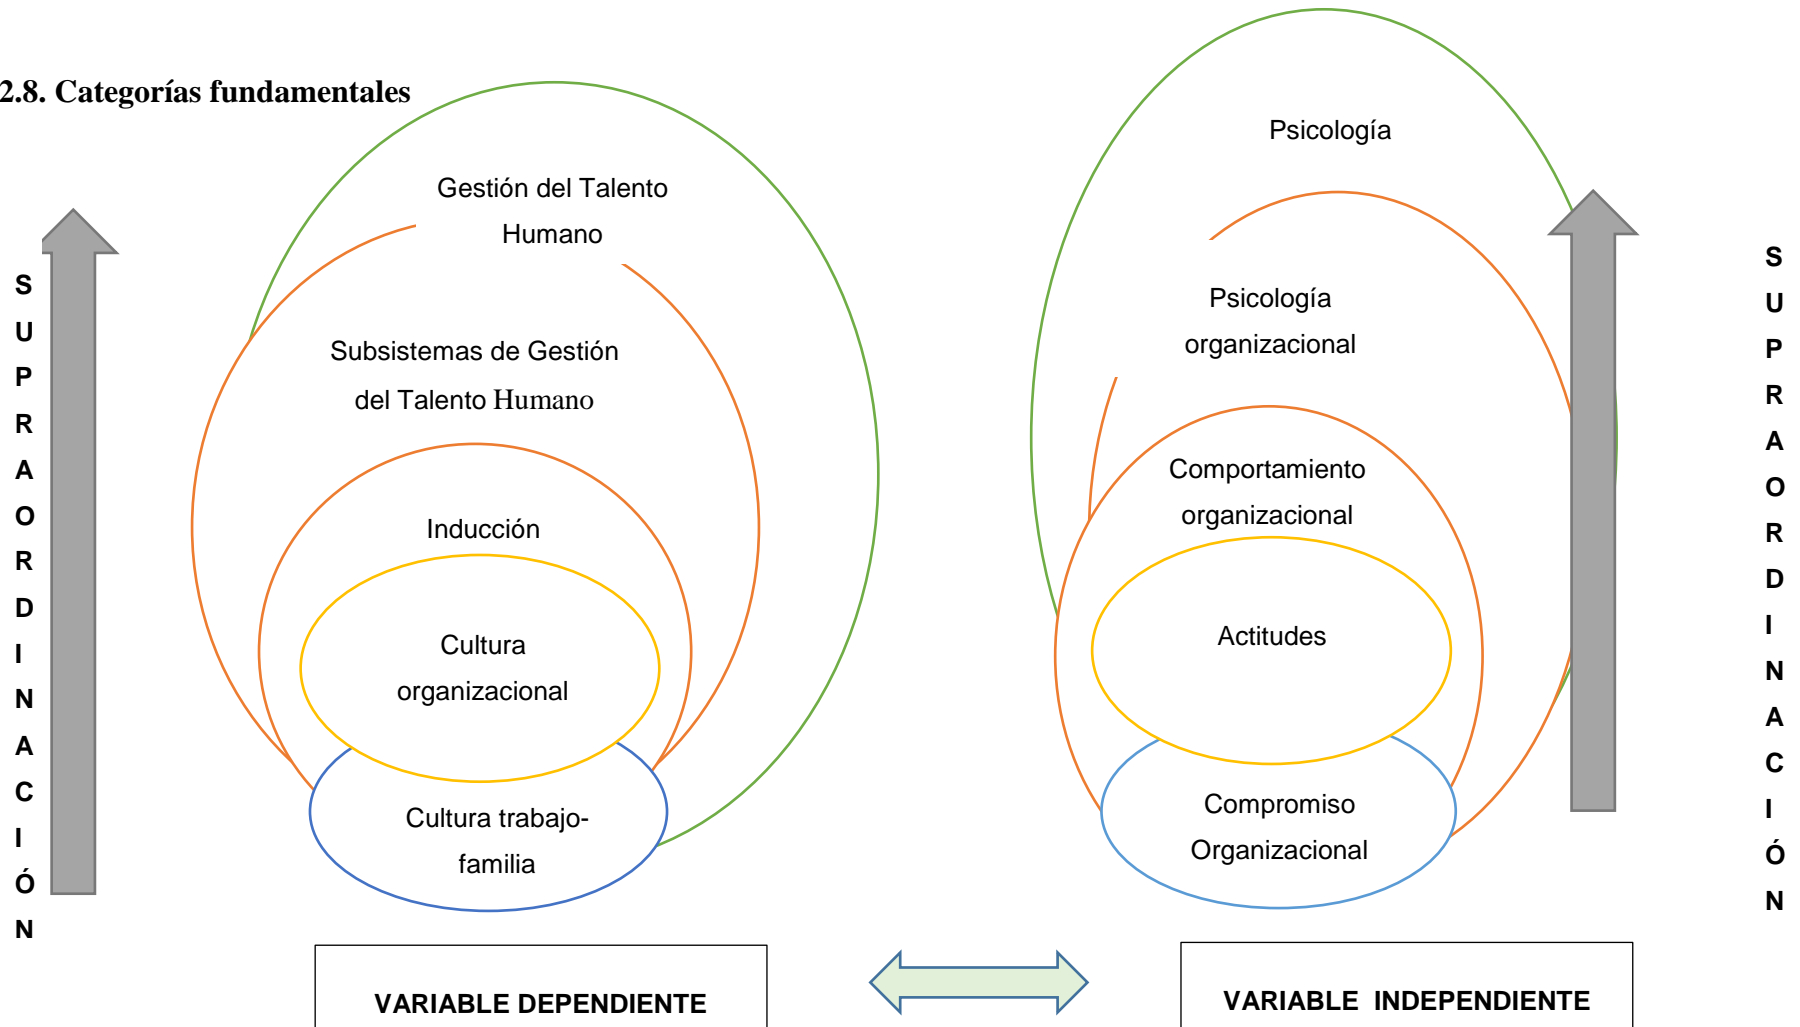 2.8. Categorías fundamentales
Gestión del Talento
Humano
Subsistemas de Gestión
del Talento Humano
Inducción
Cultura
organizacional
Cultura trabajo-
familia
S
U
P
R
A
O
R
D
I
N
A
C
I
Ó
N
VARIABLE DEPENDIENTE
Psicología
Psicología
organizacional
Comportamiento
organizacional
Actitudes
Compromiso
Organizacional
S
U
P
R
A
O
R
D
I
N
A
C
I
Ó
N
VARIABLE INDEPENDIENTE